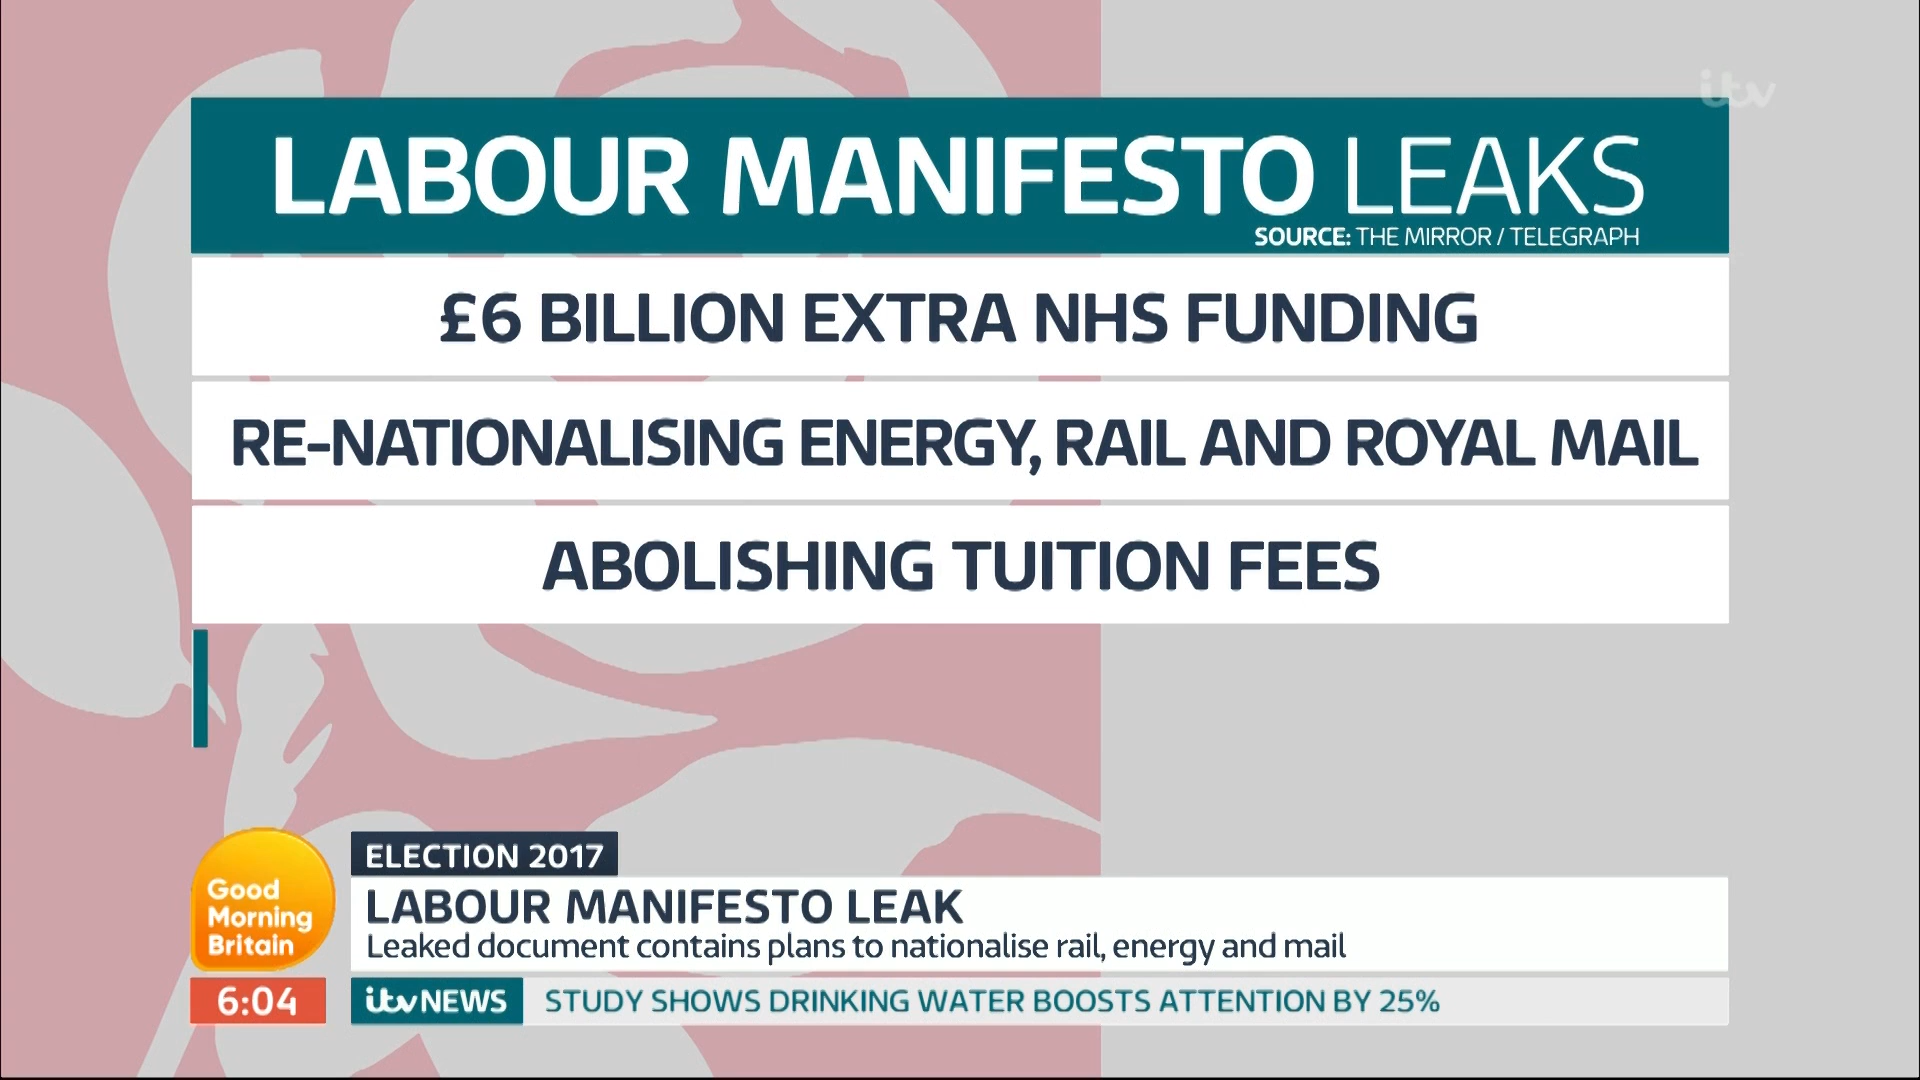 itv
LABOUR MANIFESTO LEAKS
SOURCE: THE MIRROR / TELEGRAPH
£6 BILLION EXTRA NHS FUNDING
RE-NATIONALISING ENERGY, RAIL AND ROYAL MAIL
ABOLISHING TUITION FEES
ELECTION 2017
LABOUR MANIFESTO LEAK
Leaked document contains plans to nationalise rail, energy and mail
Good
Morning
Britain
6:04
itv NEWS
STUDY SHOWS DRINKING WATER BOOSTS ATTENTION BY 25%